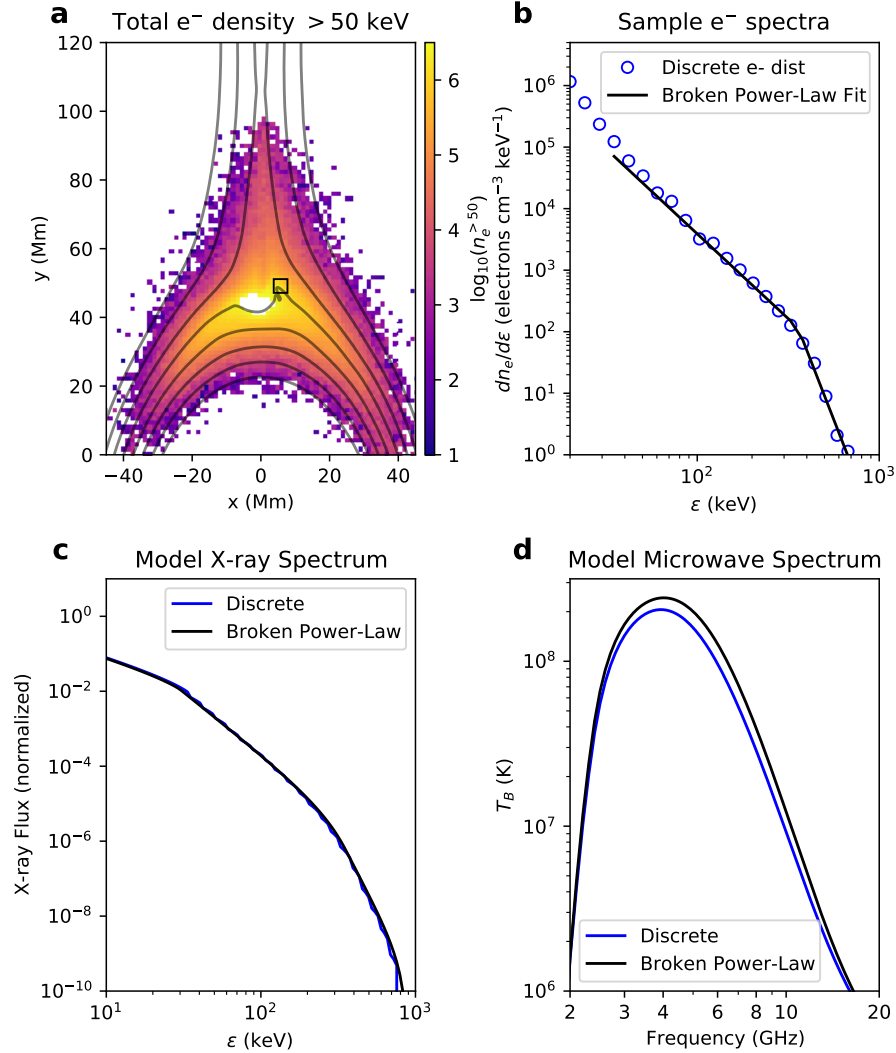 a
Total e⁻ density > 50 keV
y (Mm)
120
100
80
60
40
20
0
−40 −20 0 20 40
x (Mm)
6
5
4
3
2
1
log₁₀(nₑ^{>50})
b
Sample e⁻ spectra
Discrete e- dist
Broken Power-Law Fit
dnₑ/dε (electrons cm⁻³ keV⁻¹)
10⁶
10⁵
10⁴
10³
10²
10¹
10⁰
10² 10³
ε (keV)
c
Model X-ray Spectrum
Discrete
Broken Power-Law
X-ray Flux (normalized)
10⁰
10⁻²
10⁻⁴
10⁻⁶
10⁻⁸
10⁻¹⁰
10¹ 10² 10³
ε (keV)
d
Model Microwave Spectrum
T_B (K)
10⁸
10⁷
10⁶
Discrete
Broken Power-Law
2 3 4 6 8 10 20
Frequency (GHz)